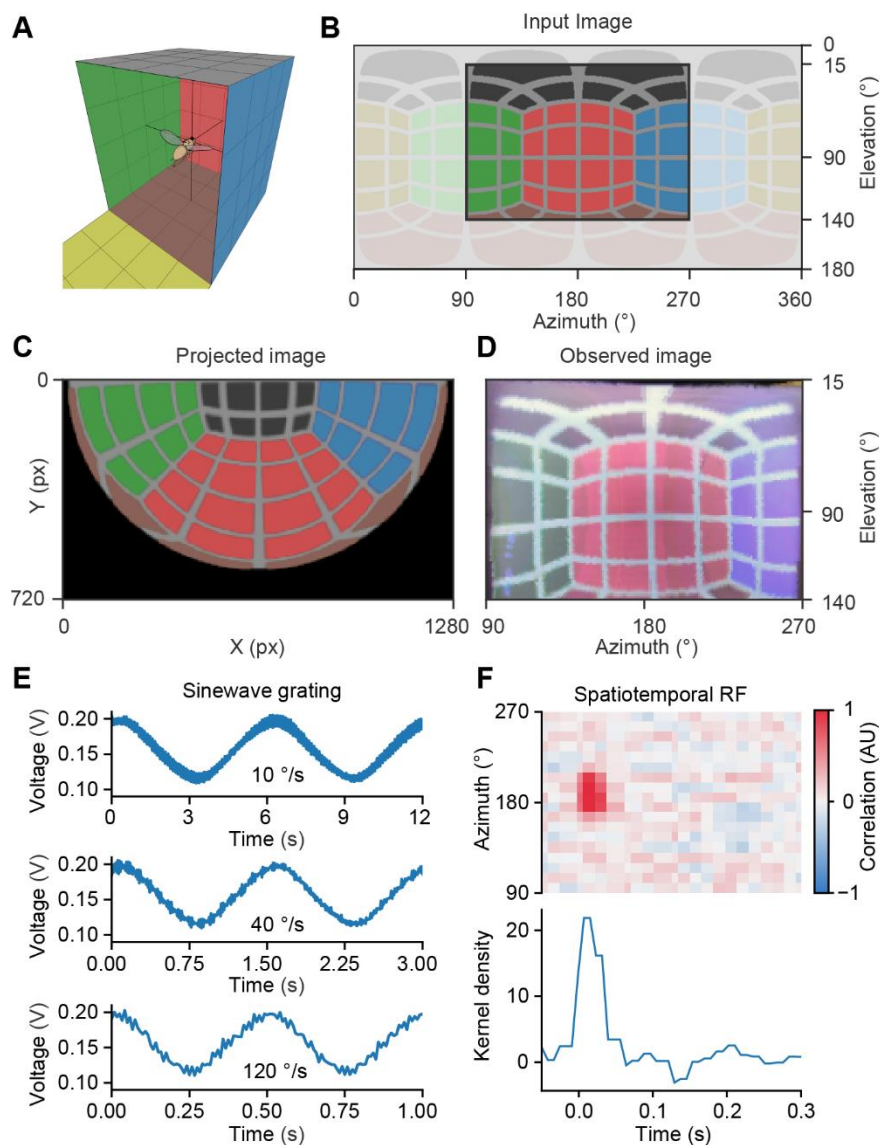 A
B
Input Image
0
15
90
140
180
Elevation (°)
0
90
180
270
360
Azimuth (°)
C
Projected image
0
720
Y (px)
0
1280
X (px)
D
Observed image
15
90
140
Elevation (°)
90
180
270
Azimuth (°)
E
Sinewave grating
0.20
0.15
0.10
Voltage (V)
10 °/s
0
3
6
9
12
Time (s)
0.20
0.15
0.10
Voltage (V)
40 °/s
0.00
0.75
1.50
2.25
3.00
Time (s)
0.20
0.15
0.10
Voltage (V)
120 °/s
0.00
0.25
0.50
0.75
1.00
Time (s)
F
Spatiotemporal RF
270
180
90
Azimuth (°)
1
0
−1
Correlation (AU)
20
10
0
Kernel density
0.0
0.1
0.2
0.3
Time (s)